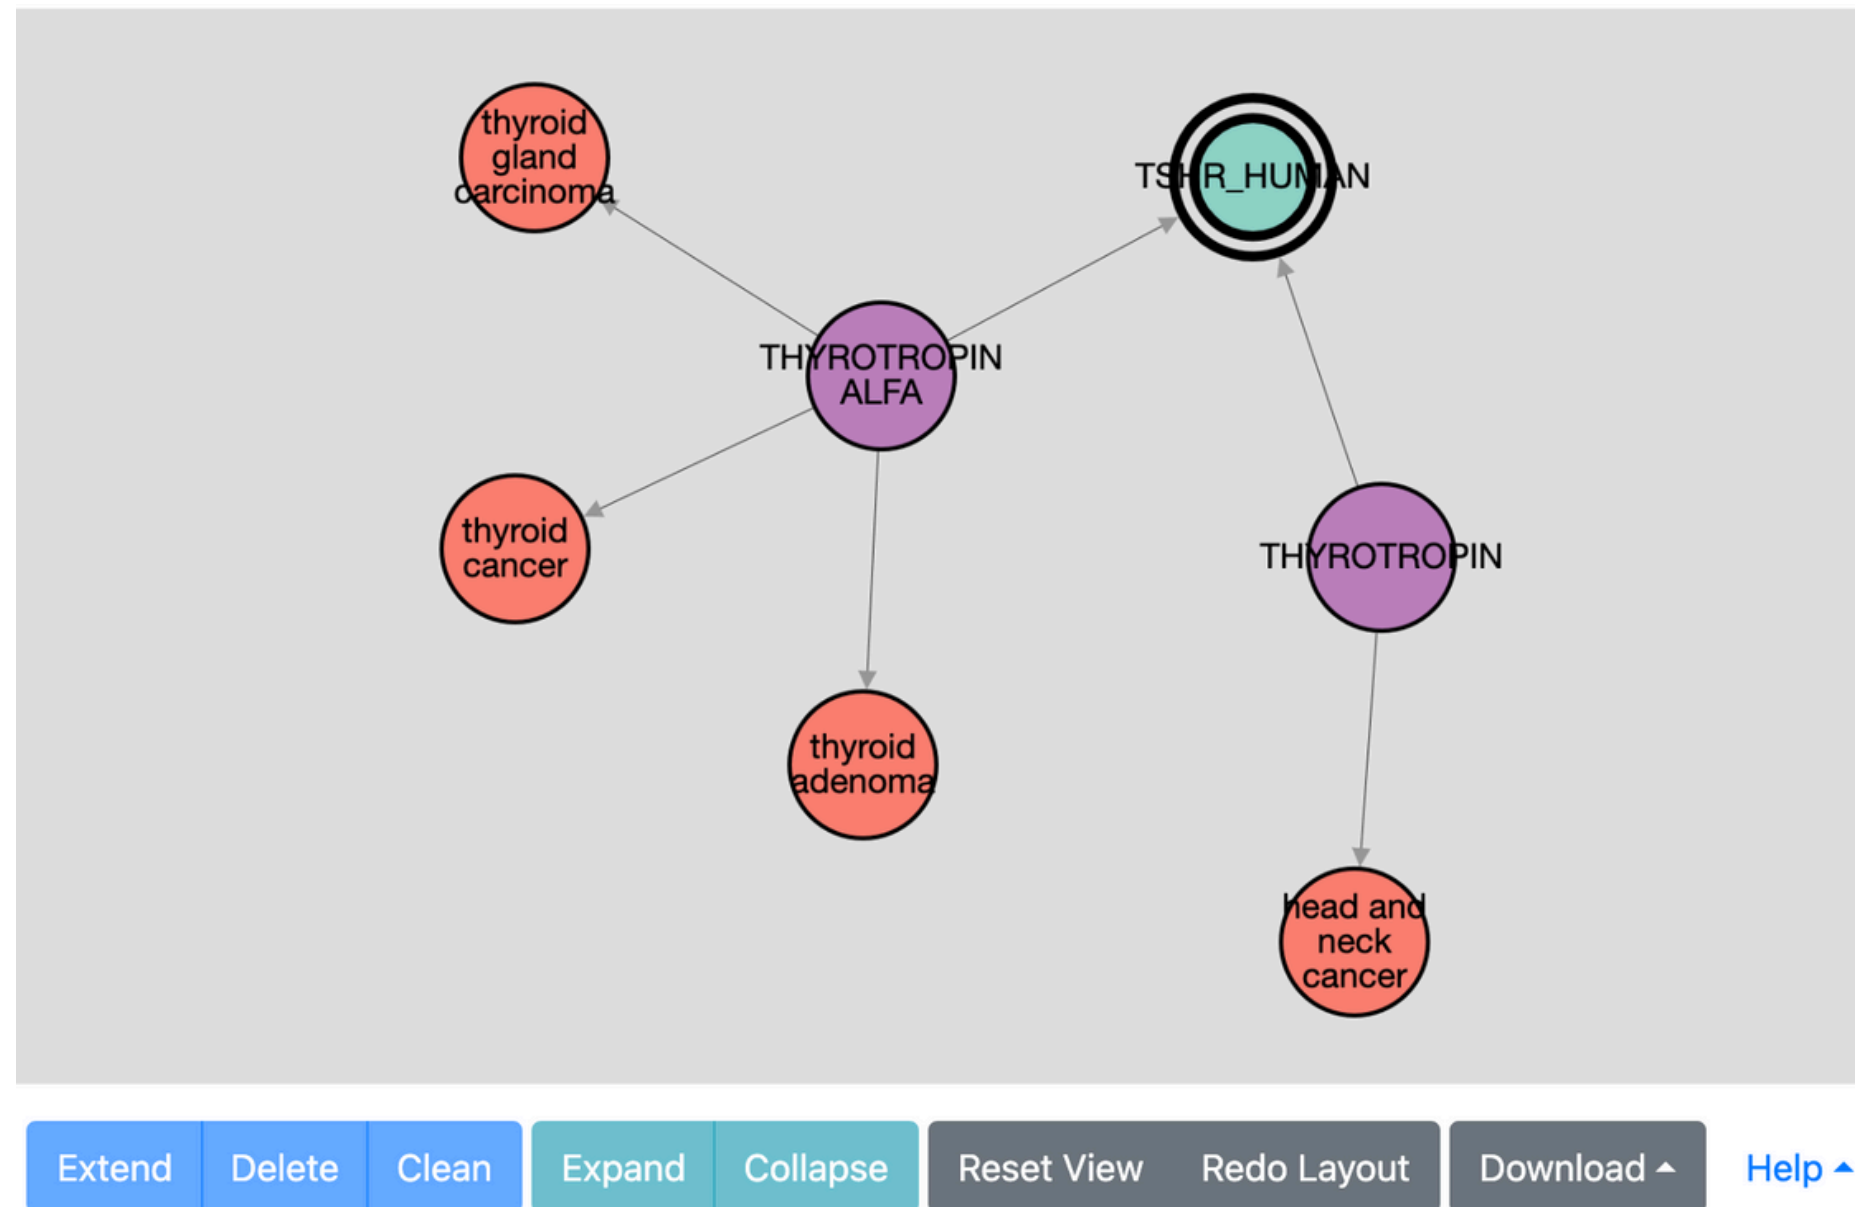 thyroid
gland
carcinoma
TSHR_HUMAN
THYROTROPIN
ALFA
thyroid
cancer
THYROTROPIN
thyroid
adenoma
head and
neck
cancer
Extend Delete Clean Expand Collapse Reset View Redo Layout Download Help